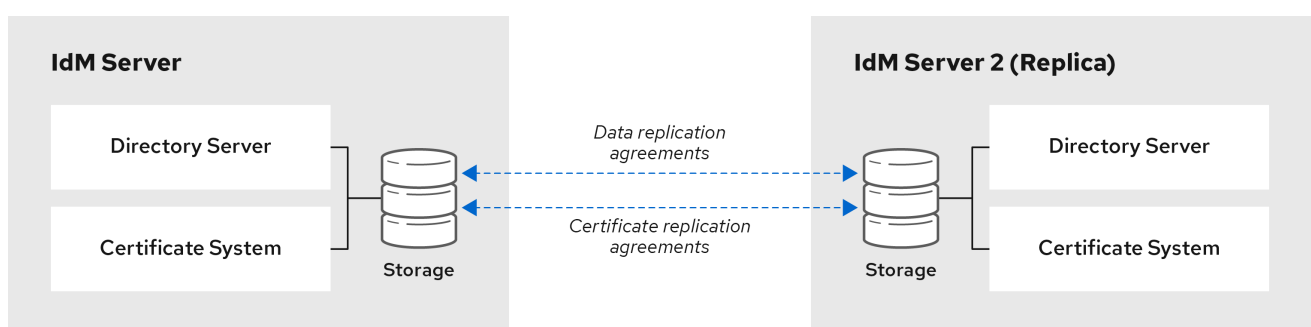 IdM Server
Directory Server
Certificate System
Storage
Data replication
agreements
Certificate replication
agreements
IdM Server 2 (Replica)
Storage
Directory Server
Certificate System